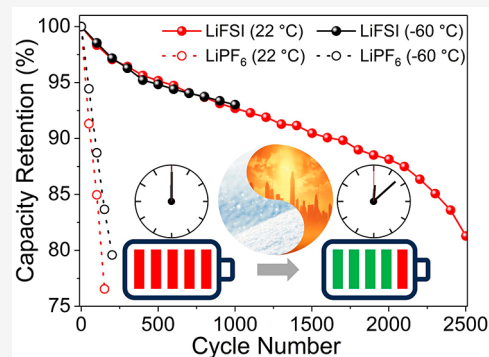 LiFSI (22 °C) LiFSI (-60 °C)
LiPF₆ (22 °C) LiPF₆ (-60 °C)
Capacity Retention (%)
100
95
90
85
80
75
0 500 1000 1500 2000 2500
Cycle Number